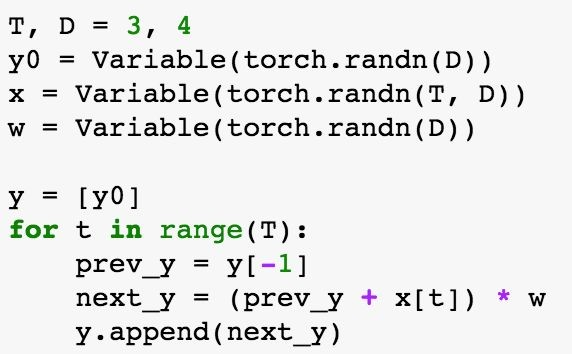 T, D = 3, 4
y0 = Variable(torch.randn(D))
x = Variable(torch.randn(T, D))
w = Variable(torch.randn(D))

y = [y0]
for t in range(T):
    prev_y = y[-1]
    next_y = (prev_y + x[t]) * w
    y.append(next_y)